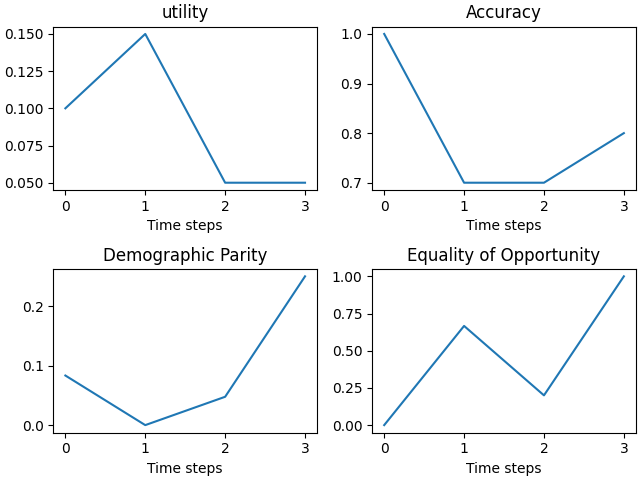 utility
0.150
0.125
0.100
0.075
0.050
0 1 2 3
Time steps
Accuracy
1.0
0.9
0.8
0.7
0 1 2 3
Time steps
Demographic Parity
0.2
0.1
0.0
0 1 2 3
Time steps
Equality of Opportunity
1.00
0.75
0.50
0.25
0.00
0 1 2 3
Time steps